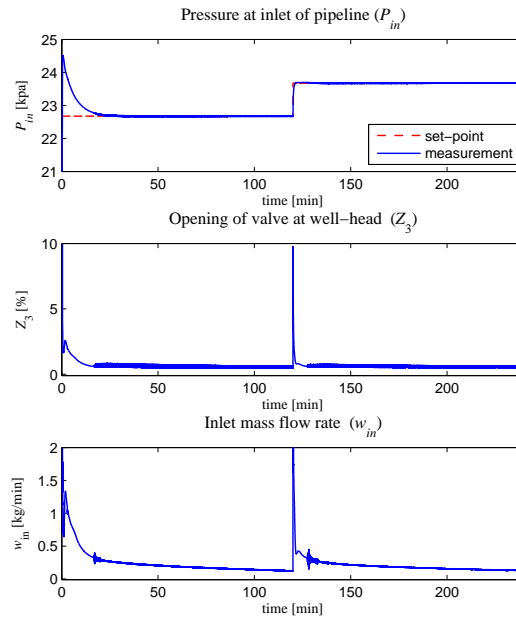 Pressure at inlet of pipeline (P_in)
25
24
23
22
21
P_in [kpa]
set-point
measurement
0 50 100 150 200
time [min]
Opening of valve at well-head (Z_3)
10
5
0
Z_3 [%]
0 50 100 150 200
time [min]
Inlet mass flow rate (w_in)
2
1.5
1
0.5
0
w_in [kg/min]
0 50 100 150 200
time [min]